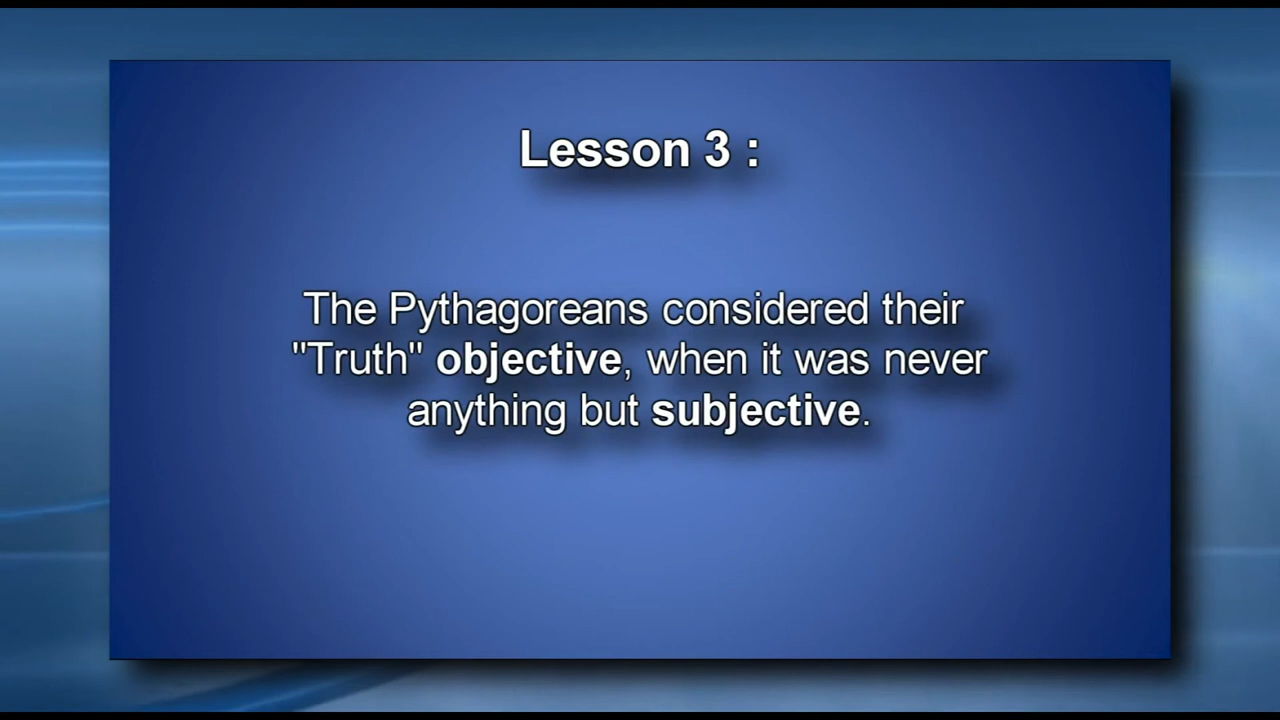 Lesson 3 :
The Pythagoreans considered their
"Truth" objective, when it was never
anything but subjective.